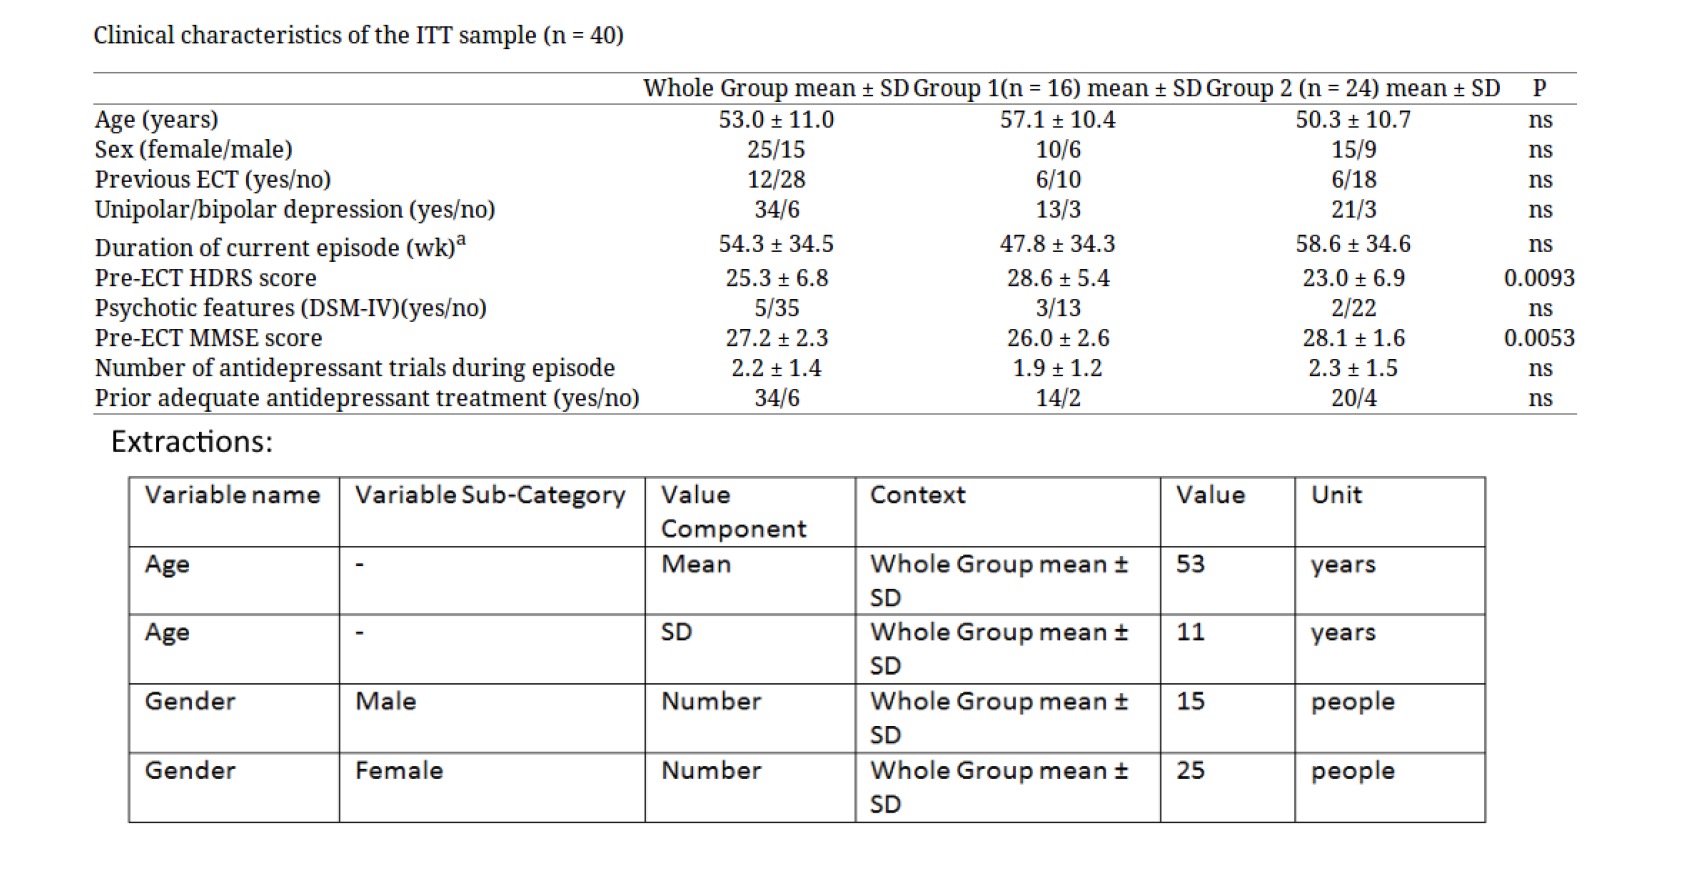 Clinical characteristics of the ITT sample (n = 40)
Whole Group mean ± SD Group 1(n = 16) mean ± SD Group 2 (n = 24) mean ± SD P
Age (years) 53.0 ± 11.0 57.1 ± 10.4 50.3 ± 10.7 ns
Sex (female/male) 25/15 10/6 15/9 ns
Previous ECT (yes/no) 12/28 6/10 6/18 ns
Unipolar/bipolar depression (yes/no) 34/6 13/3 21/3 ns
Duration of current episode (wk)a 54.3 ± 34.5 47.8 ± 34.3 58.6 ± 34.6 ns
Pre-ECT HDRS score 25.3 ± 6.8 28.6 ± 5.4 23.0 ± 6.9 0.0093
Psychotic features (DSM-IV)(yes/no) 5/35 3/13 2/22 ns
Pre-ECT MMSE score 27.2 ± 2.3 26.0 ± 2.6 28.1 ± 1.6 0.0053
Number of antidepressant trials during episode 2.2 ± 1.4 1.9 ± 1.2 2.3 ± 1.5 ns
Prior adequate antidepressant treatment (yes/no) 34/6 14/2 20/4 ns
Extractions:
Variable name Variable Sub-Category Value Context Value Unit
Component
Age - Mean Whole Group mean ± 53 years
SD
Age - SD Whole Group mean ± 11 years
SD
Gender Male Number Whole Group mean ± 15 people
SD
Gender Female Number Whole Group mean ± 25 people
SD